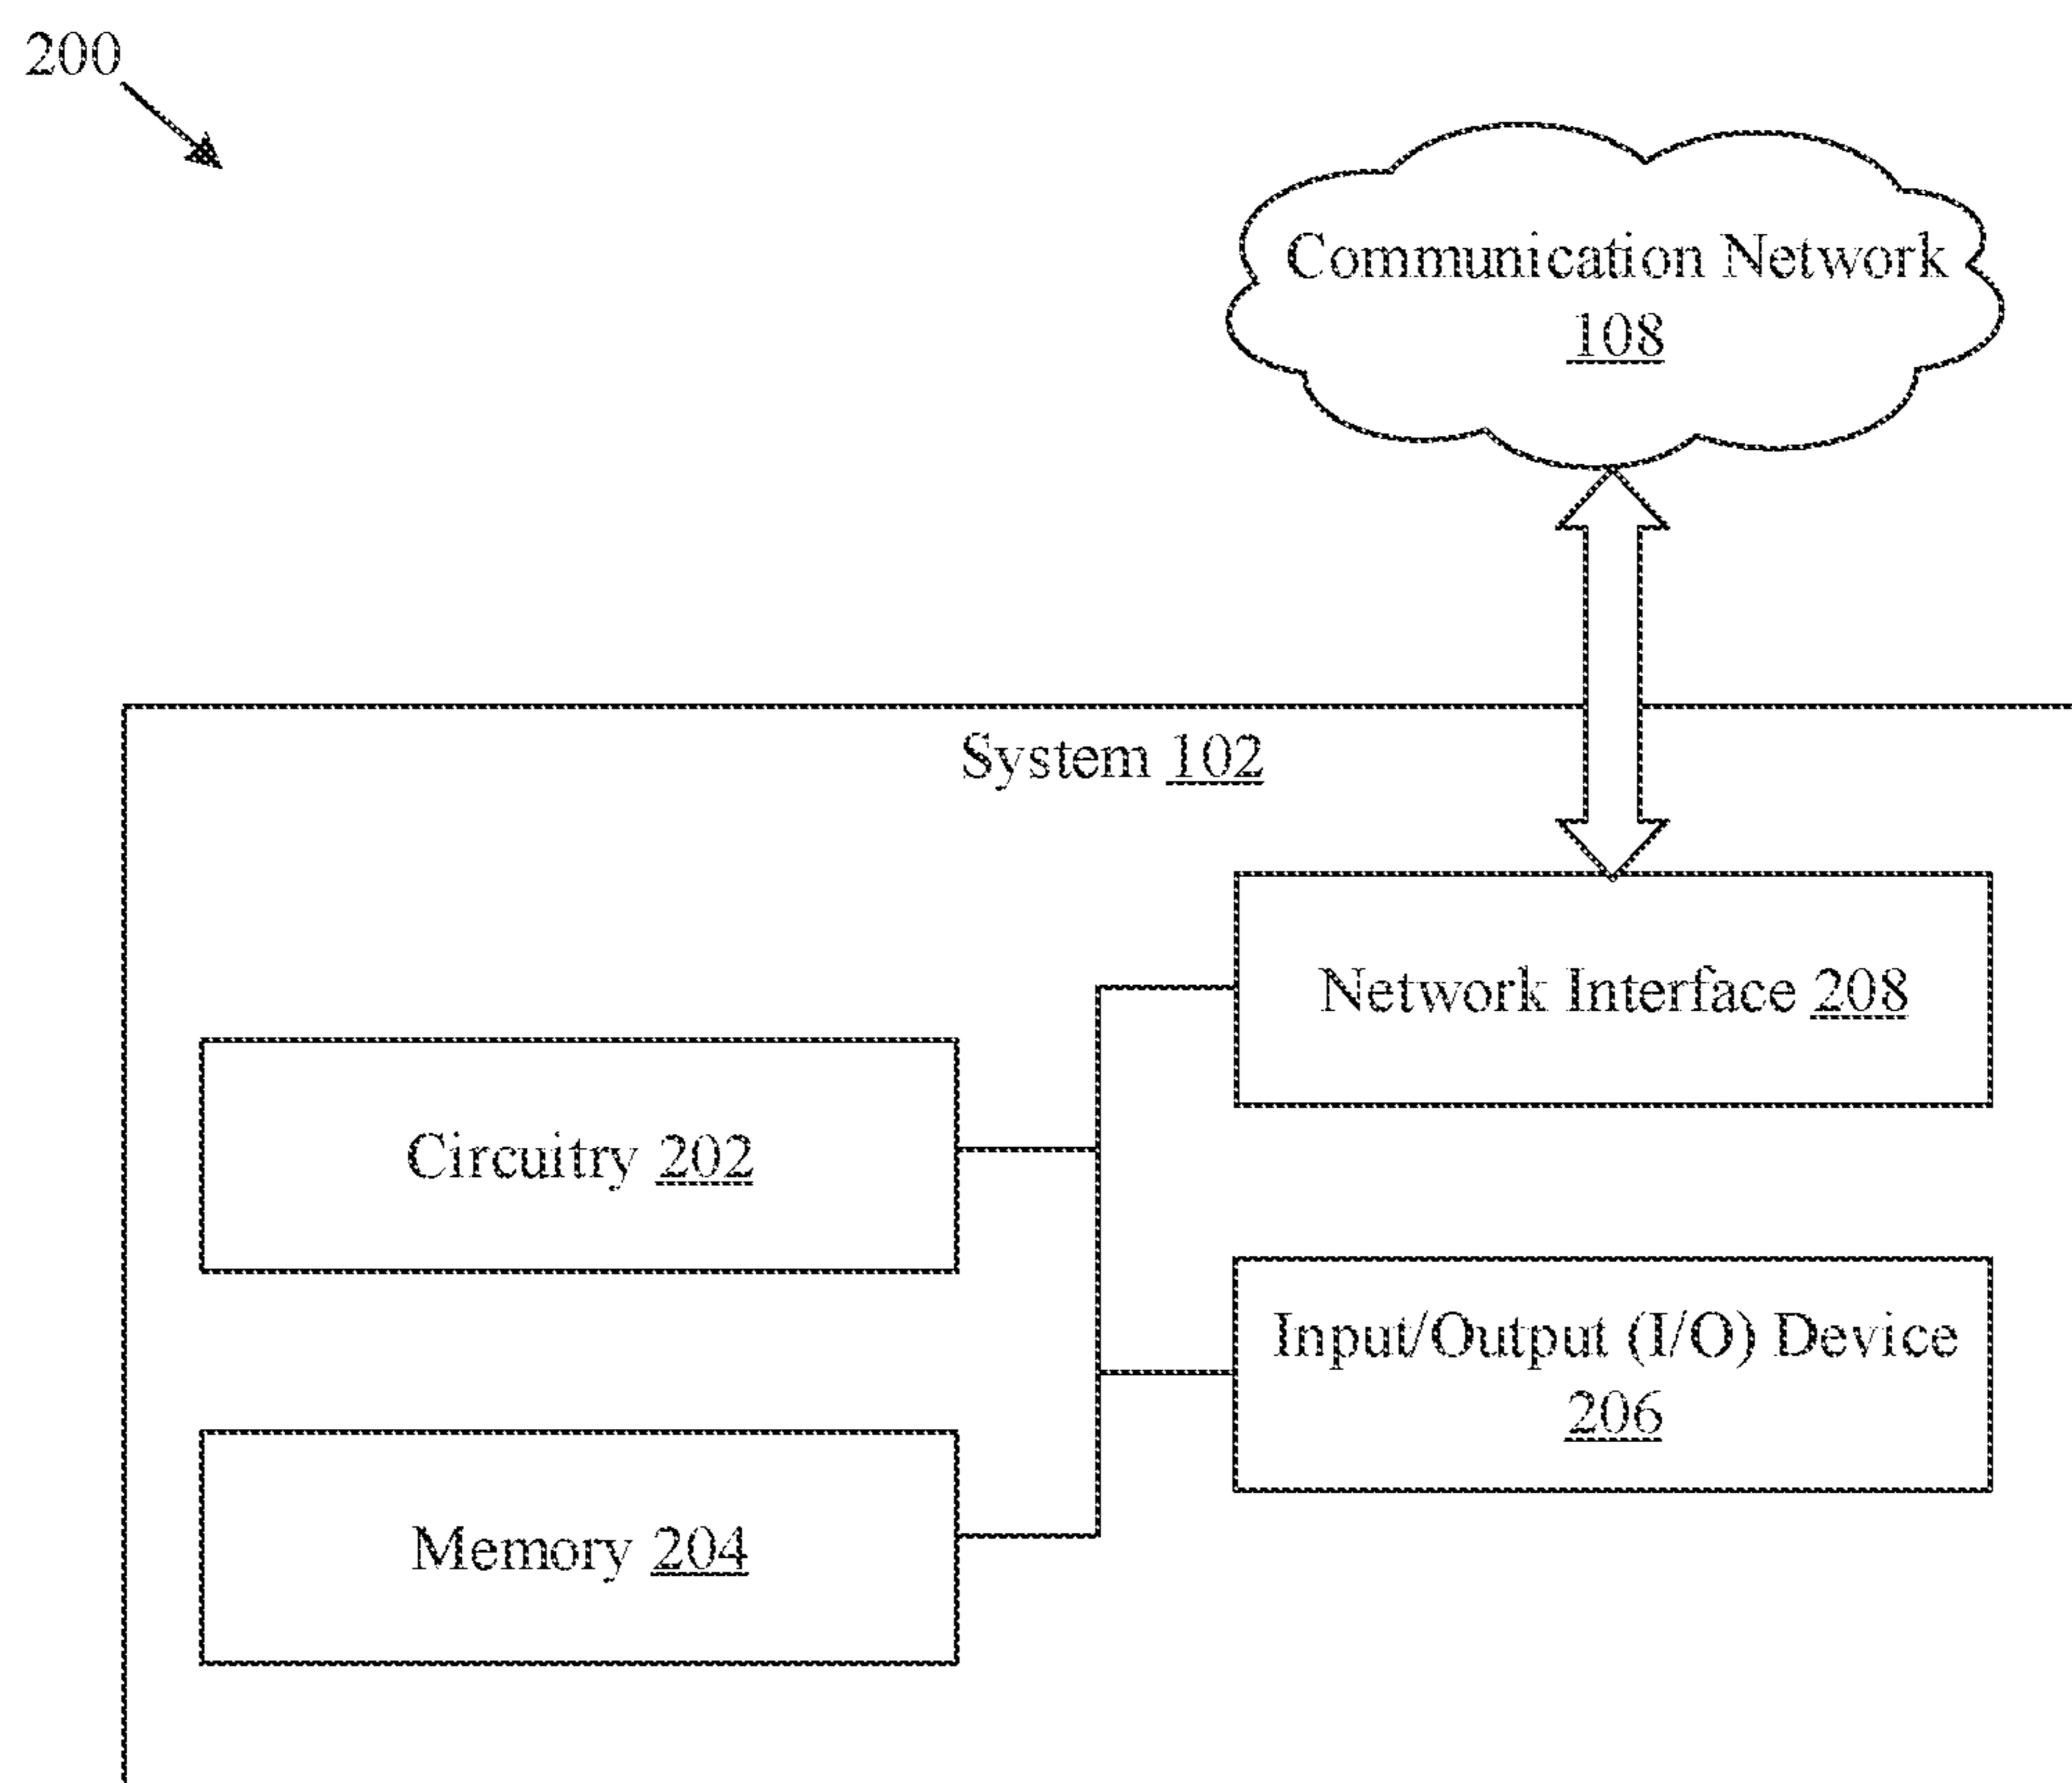 200
Communication Network
108
System 102
Network Interface 208
Circuitry 202
Input/Output (I/O) Device
206
Memory 204